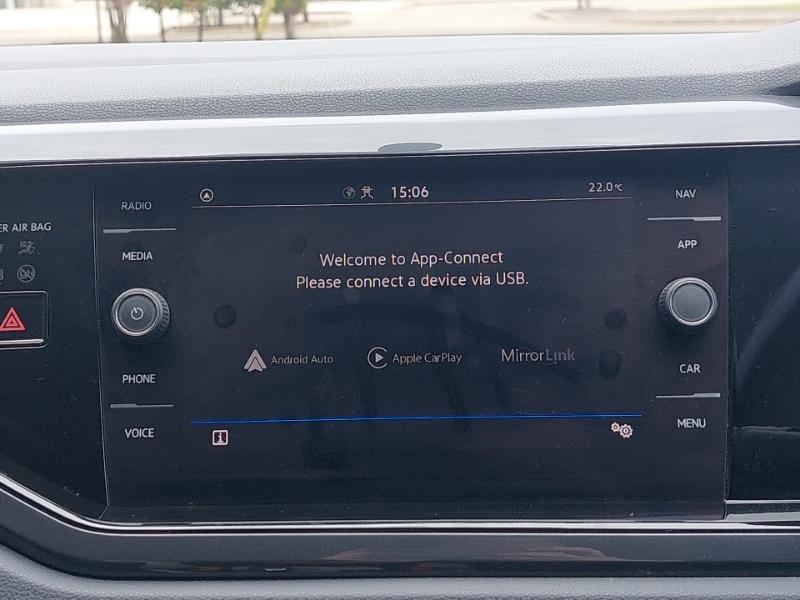 RADIO
15:06
22.0°C
NAV
AIR BAG
MEDIA
Welcome to App-Connect
Please connect a device via USB.
APP
Android Auto
Apple CarPlay
MirrorLink
PHONE
CAR
VOICE
MENU